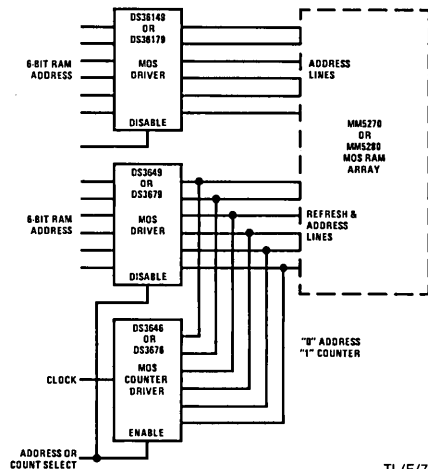 DS36149
OR
DS36179
MOS
DRIVER
DISABLE
6-BIT RAM
ADDRESS
ADDRESS
LINES
MM5270
OR
MM5280
MOS RAM
ARRAY
DS3649
OR
DS3679
MOS
DRIVER
DISABLE
6-BIT RAM
ADDRESS
REFRESH &
ADDRESS
LINES
DS3646
OR
DS3676
MOS
COUNTER
DRIVER
ENABLE
"0" ADDRESS
"1" COUNTER
CLOCK
ADDRESS OR
COUNT SELECT
TL/F/7